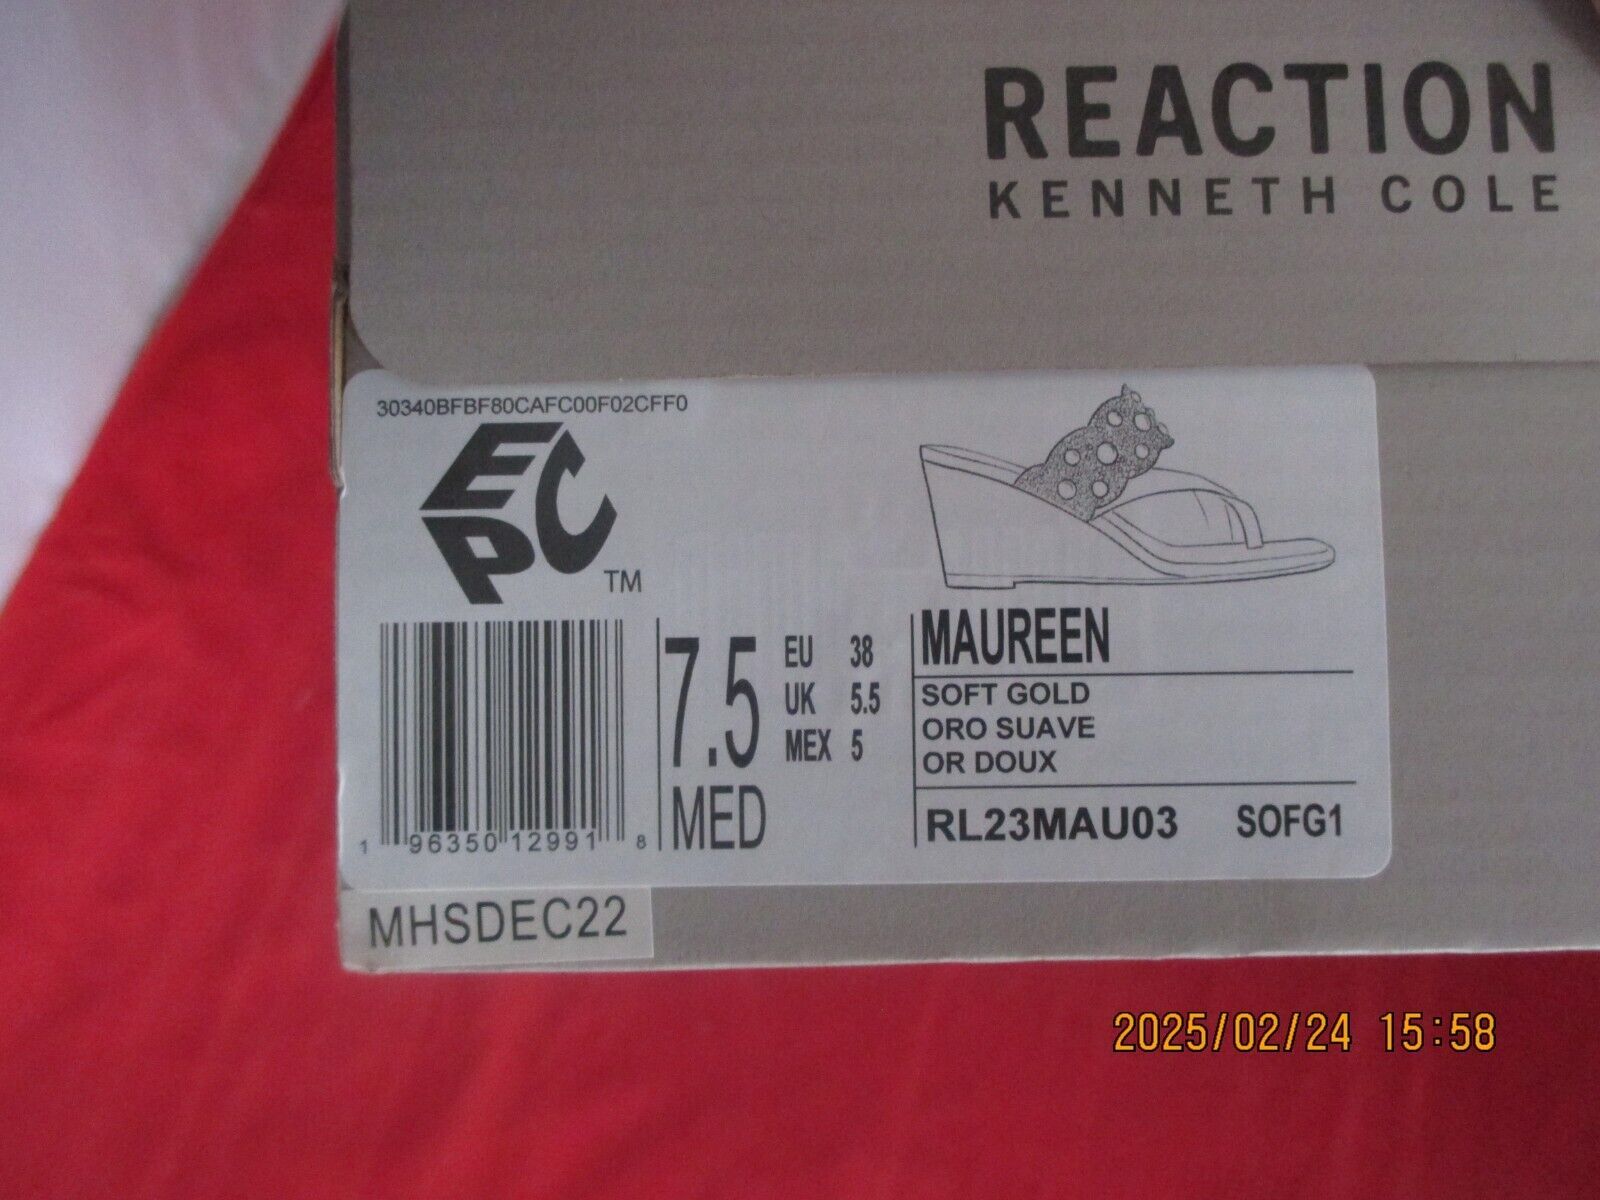 REACTION
KENNETH COLE
30340BFBF80CAFC00F02CFF0
EPC TM
1 96350 12991 8
7.5
MED
EU 38
UK 5.5
MEX 5
MAUREEN
SOFT GOLD
ORO SUAVE
OR DOUX
RL23MAU03 SOFG1
MHSDEC22
2025/02/24 15:58